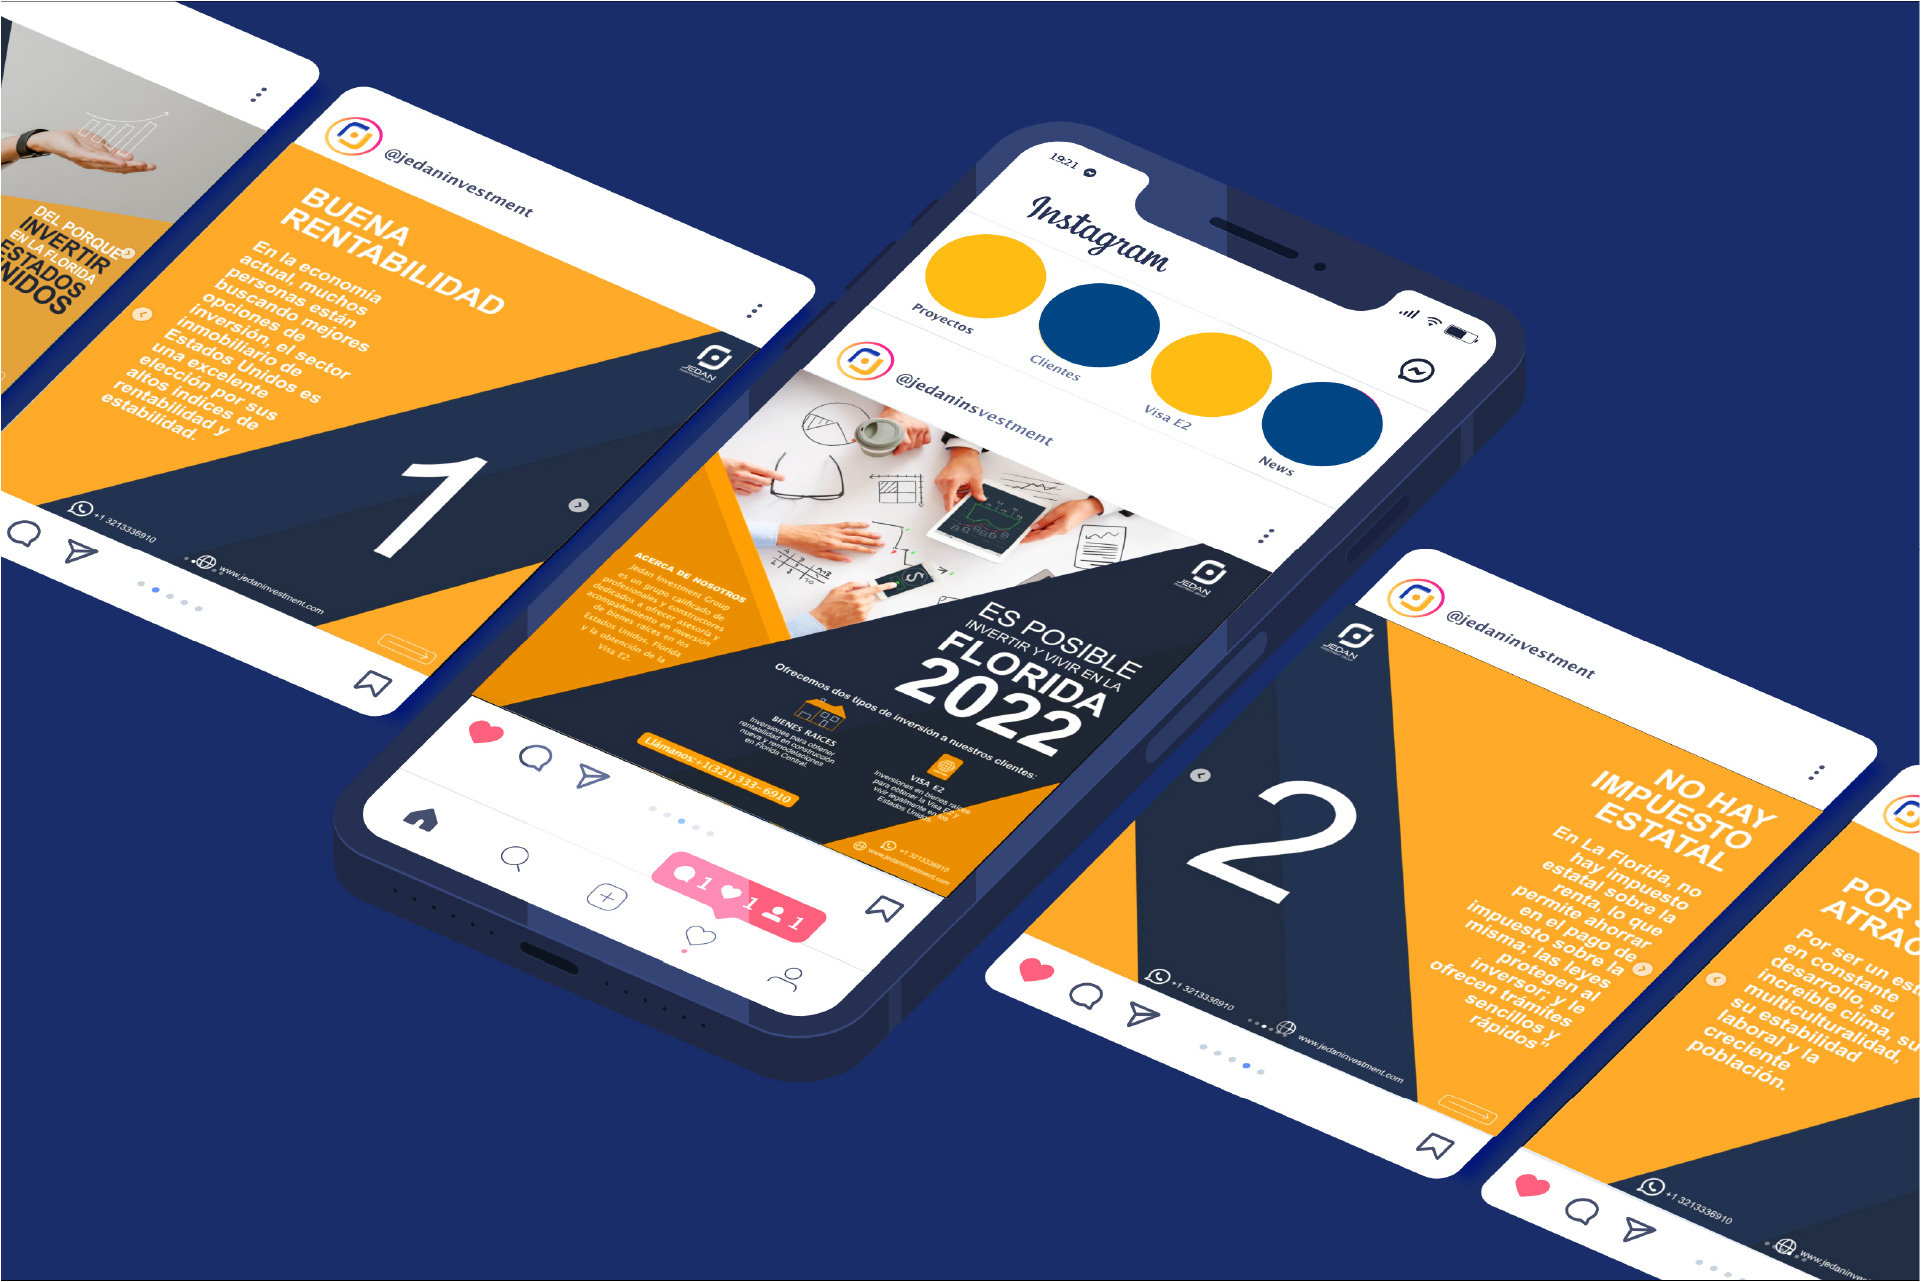 DEL PORQUE
INVERTIR
EN LA FLORIDA
ESTADOS
@jedaninvestment
BUENA
RENTABILIDAD
En la economía
actual, muchos
personas están
buscando mejores
opciones de
inversión, el sector
inmobiliario de
Estados Unidos es
una excelente
elección por sus
altos índices de
rentabilidad y
estabilidad.
JEDAN
1
+1 3213336910
www.jedaninvestment.com
19:21
Instagram
Proyectos
Clientes
Visa E2
News
@jedaninsvestment
ACERCA DE NOSOTROS
Jedan Investment Group
es un grupo calificado de
profesionales y constructores
dedicados a ofrecer asesoría y
acompañamiento en inversión
de bienes raíces en los
Estados Unidos, Florida
y la obtención de la
Visa E2.
JEDAN
ES POSIBLE
INVERTIR Y VIVIR EN LA
FLORIDA
2022
Ofrecemos dos tipos de inversión a nuestros clientes:
BIENES RAICES
Inversiones para obtener
rentabilidad en construcción
nueva y remodelaciones
en Florida Central.
VISA E2
Inversiones en bienes raíces
para obtener la Visa E2 y
vivir legalmente en los
Estados Unidos.
Llámanos:+1(321) 333- 6910
+1 3213336910
www.jedaninvestment.com
1 1 1
@jedaninvestment
JEDAN
2
NO HAY
IMPUESTO
ESTATAL
En La Florida, no
hay impuesto
estatal sobre la
renta, lo que
permite ahorrar
en el pago de
impuesto sobre la
misma: las leyes
protegen al
inversor; y le
ofrecen trámites
sencillos y
rápidos”
+1 3213336910
www.jedaninvestment.com
POR
Por ser un
en constante
desarrollo, su
increíble clima, su
multiculturalidad,
su estabilidad
laboral y la
creciente
población.
+1 3213336910